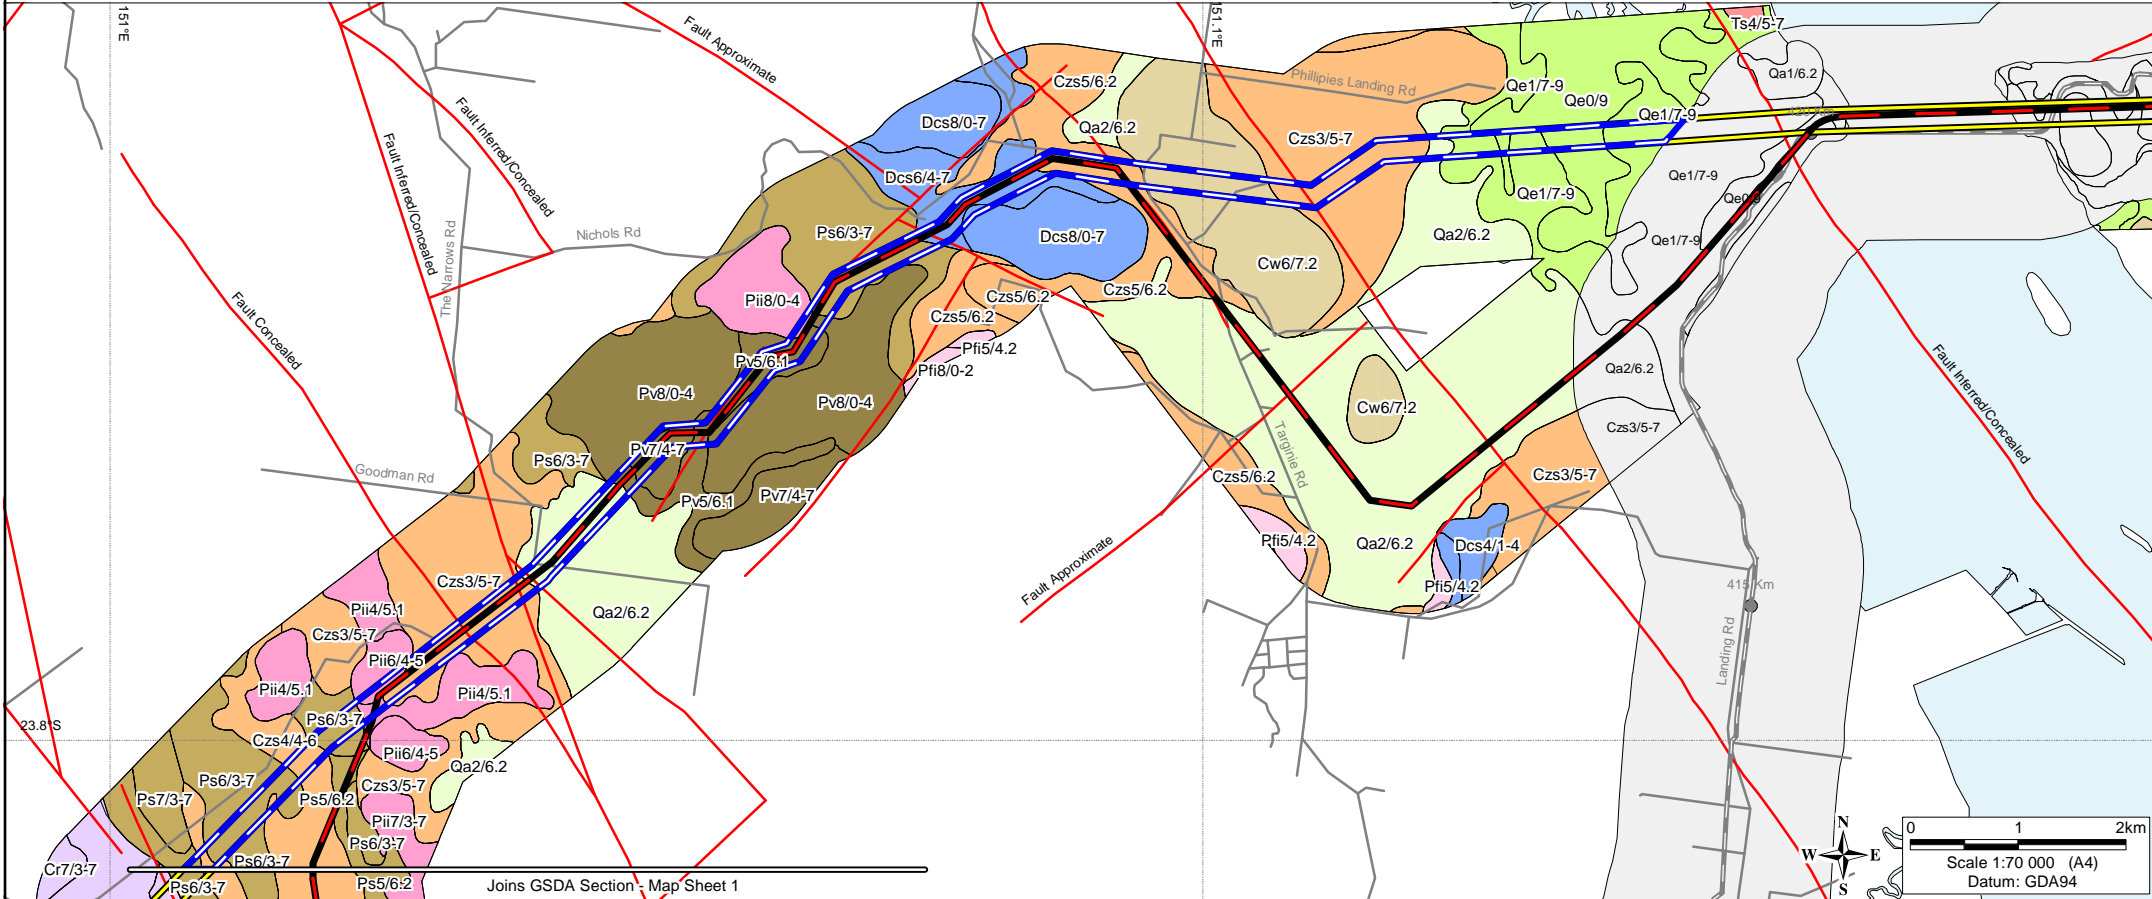 151°E
151.1°E
Fault Approximate
Ts4/5-7
Qa1/6.2
Phillipies Landing Rd
Czs5/6.2
Qe1/7-9
Qe0/9
Qe1/7-9
420 Km
Dcs8/0-7
Qa2/6.2
Czs3/5-7
Fault Inferred/Concealed
Fault Inferred/Concealed
Dcs6/4-7
Qe1/7-9
Qe1/7-9
Qe0/9
The Narrows Rd
Nichols Rd
Ps6/3-7
Dcs8/0-7
Qa2/6.2
Qe1/7-9
Cw6/7.2
Fault Concealed
Pii8/0-4
Czs5/6.2
Czs5/6.2
Czs5/6.2
Pfi5/4.2
Pv5/6.1
Pfi8/0-2
Qa2/6.2
Fault Inferred/Concealed
Pv8/0-4
Pv8/0-4
Cw6/7.2
Czs3/5-7
Pv7/4-7
Targinie Rd
Ps6/3-7
Goodman Rd
Czs5/6.2
Czs3/5-7
Pv5/6.1
Pv7/4-7
Pfi5/4.2
Qa2/6.2
Dcs4/1-4
Fault Approximate
Czs3/5-7
Pfi5/4.2
415 Km
Pii4/5.1
Qa2/6.2
Czs3/5-7
Landing Rd
Pii6/4-5
Pii4/5.1
Pii4/5.1
Ps6/3-7
23.8°S
Czs4/4-6
Pii6/4-5
Qa2/6.2
Ps6/3-7
Czs3/5-7
Ps7/3-7
Ps5/6.2
Pii7/3-7
Ps6/3-7
Cr7/3-7
Ps6/3-7
Ps6/3-7
Ps5/6.2
Joins GSDA Section - Map Sheet 1
N
W E
S
0 1 2km
Scale 1:70 000 (A4)
Datum: GDA94